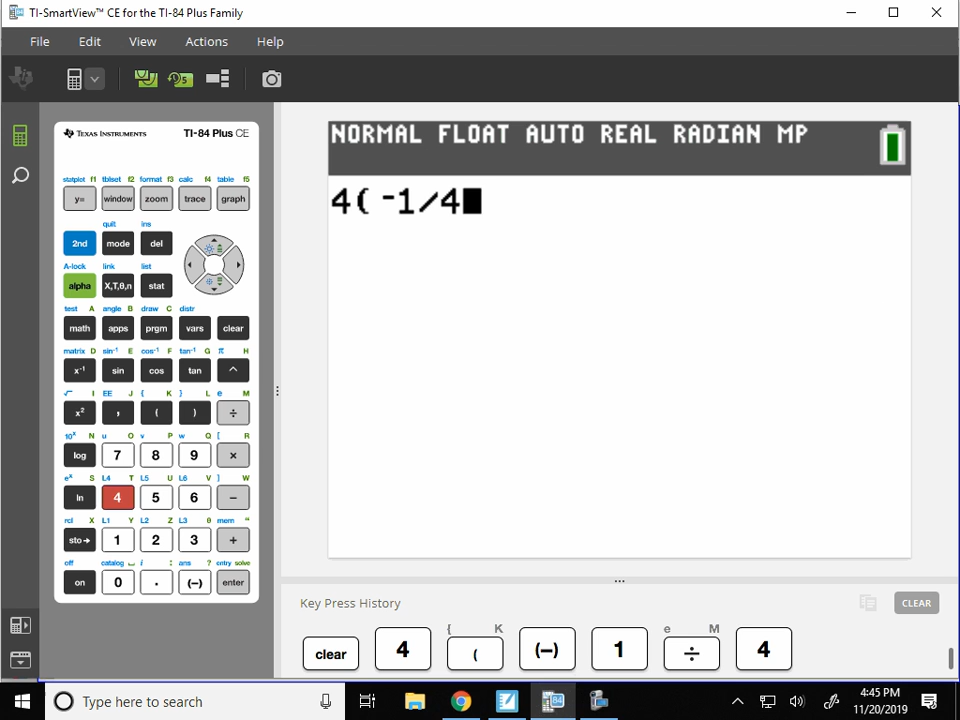 TI-SmartView™ CE for the TI-84 Plus Family
File Edit View Actions Help
TEXAS INSTRUMENTS TI-84 Plus CE
statplot f1 tblset f2 format f3 calc f4 table f5
y= window zoom trace graph
quit ins
2nd mode del
A-lock link list
alpha X,T,θ,n stat
test A angle B draw C distr
math apps prgm vars clear
matrix D sin⁻¹ E cos⁻¹ F tan⁻¹ G π H
x⁻¹ sin cos tan ^
√ I EE J { K } L e M
x² , ( ) ÷
10ˣ N u O v P w Q [ R
log 7 8 9 ×
eˣ S L4 T L5 U L6 V ] W
ln 4 5 6 −
rcl X L1 Y L2 Z L3 θ mem "
sto→ 1 2 3 +
off catalog ⎵ i : ans ? entry solve
on 0 . (−) enter
NORMAL FLOAT AUTO REAL RADIAN MP
4( -1/4
Key Press History CLEAR
{ K e M
clear 4 ( (−) 1 ÷ 4
Type here to search
84
4:45 PM
11/20/2019